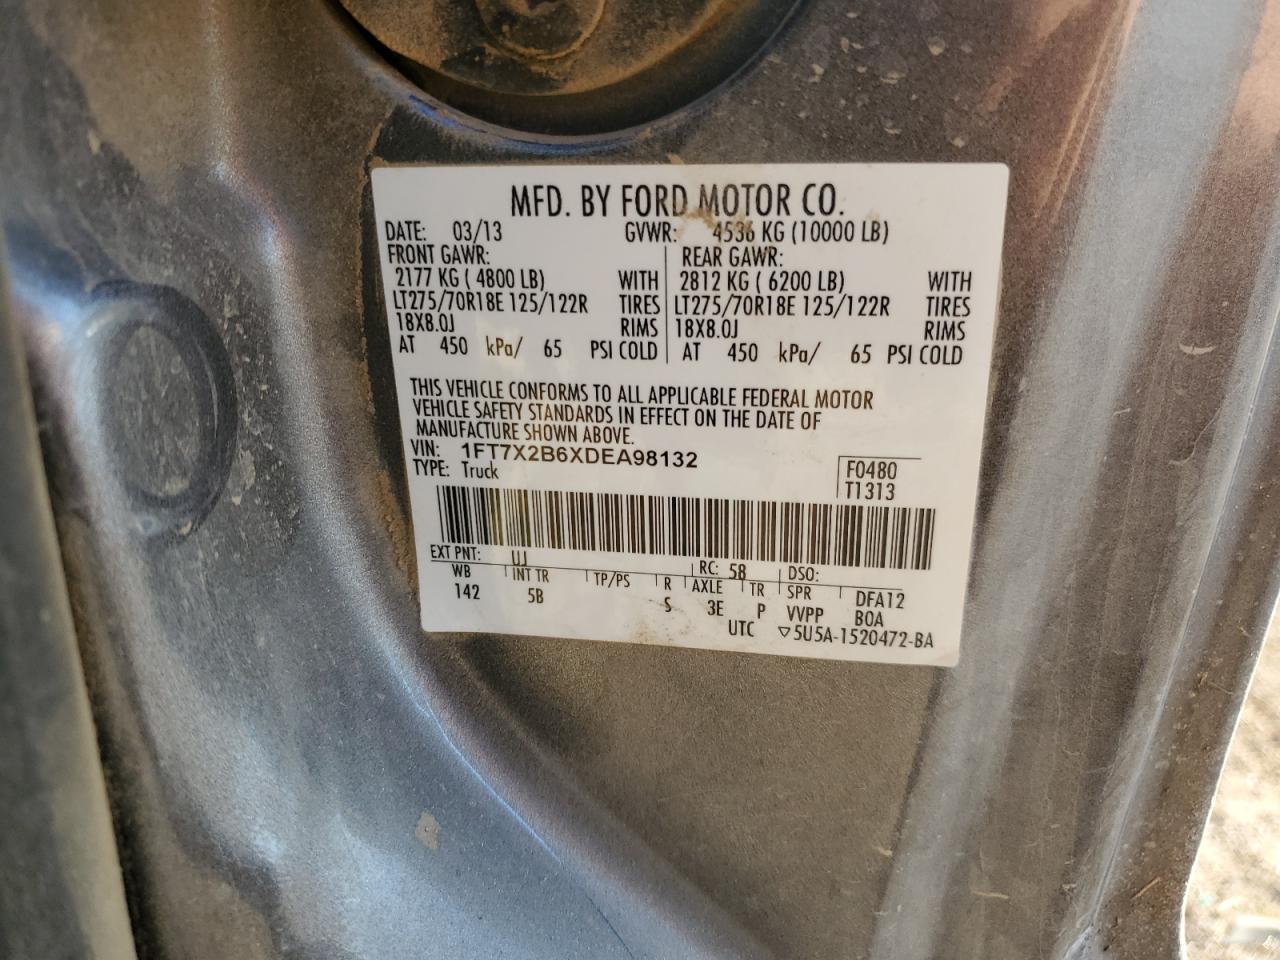 MFD. BY FORD MOTOR CO.
DATE: 03/13 GVWR: 4536 KG (10000 LB)
FRONT GAWR: REAR GAWR:
2177 KG ( 4800 LB) WITH 2812 KG ( 6200 LB) WITH
LT275/70R18E 125/122R TIRES LT275/70R18E 125/122R TIRES
18X8.0J RIMS 18X8.0J RIMS
AT 450 kPa/ 65 PSI COLD AT 450 kPa/ 65 PSI COLD
THIS VEHICLE CONFORMS TO ALL APPLICABLE FEDERAL MOTOR
VEHICLE SAFETY STANDARDS IN EFFECT ON THE DATE OF
MANUFACTURE SHOWN ABOVE.
VIN: 1FT7X2B6XDEA98132
TYPE: Truck
F0480
T1313
EXT PNT: UJ RC: 58 DSO:
WB INT TR TP/PS R AXLE TR SPR DFA12
142 5B S 3E P VVPP BOA
UTC ▽5U5A-1520472-BA